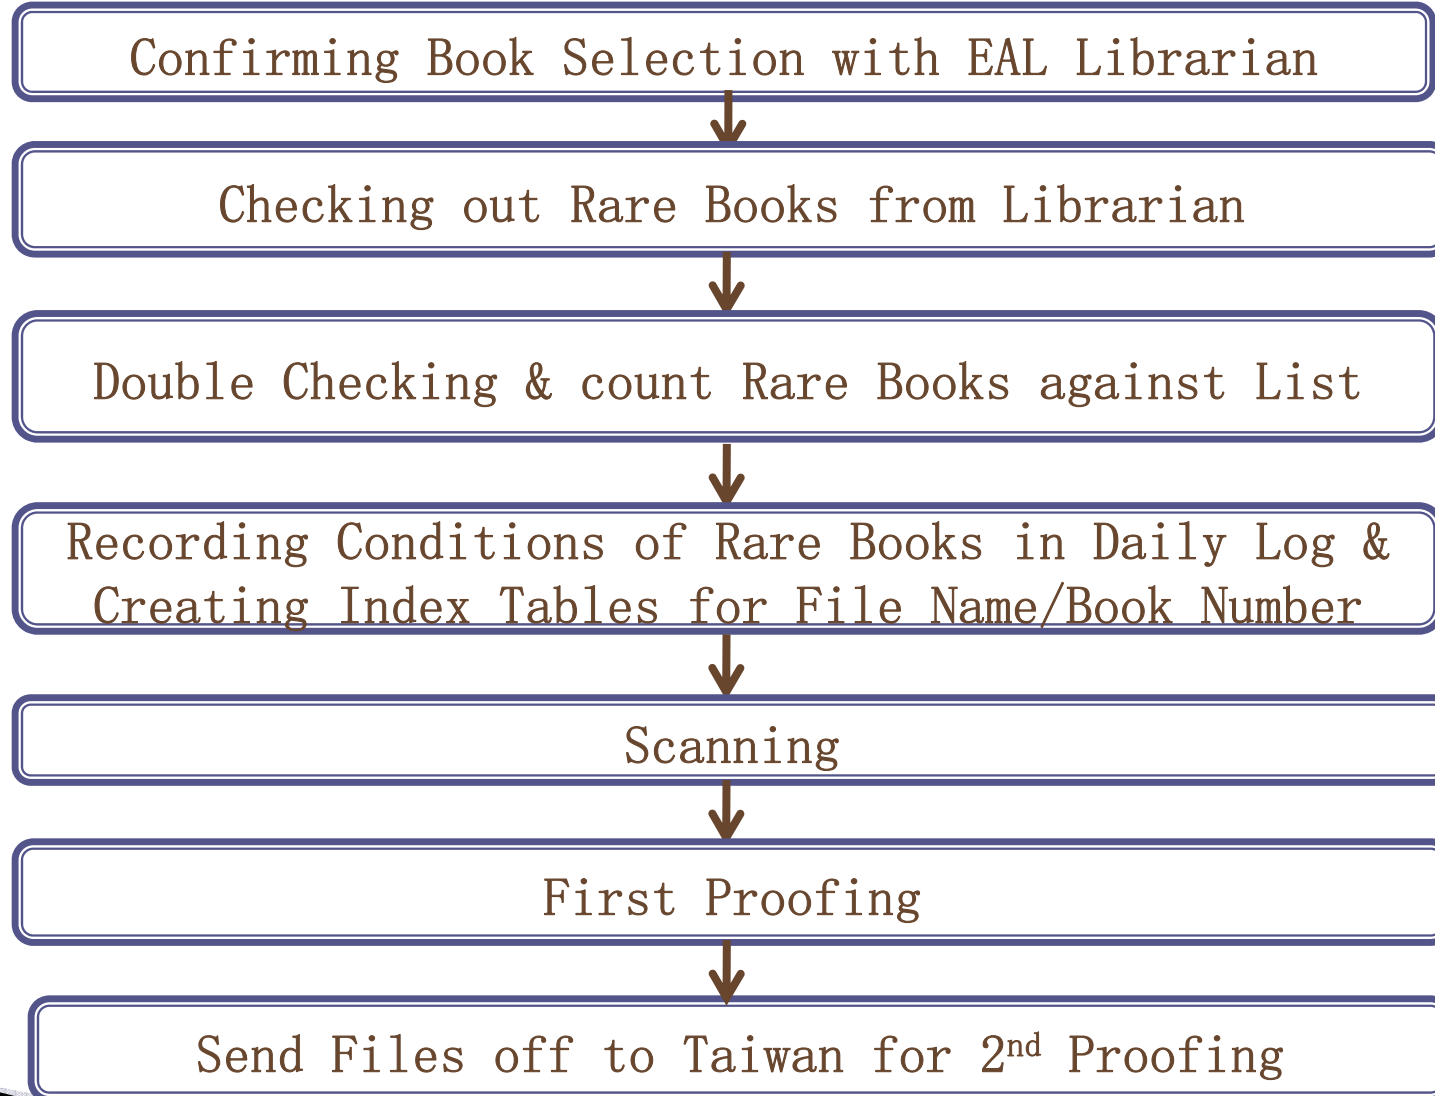 Confirming Book Selection with EAL Librarian
Checking out Rare Books from Librarian
Double Checking & count Rare Books against List
Recording Conditions of Rare Books in Daily Log &
Creating Index Tables for File Name/Book Number
Scanning
First Proofing
Send Files off to Taiwan for 2nd Proofing